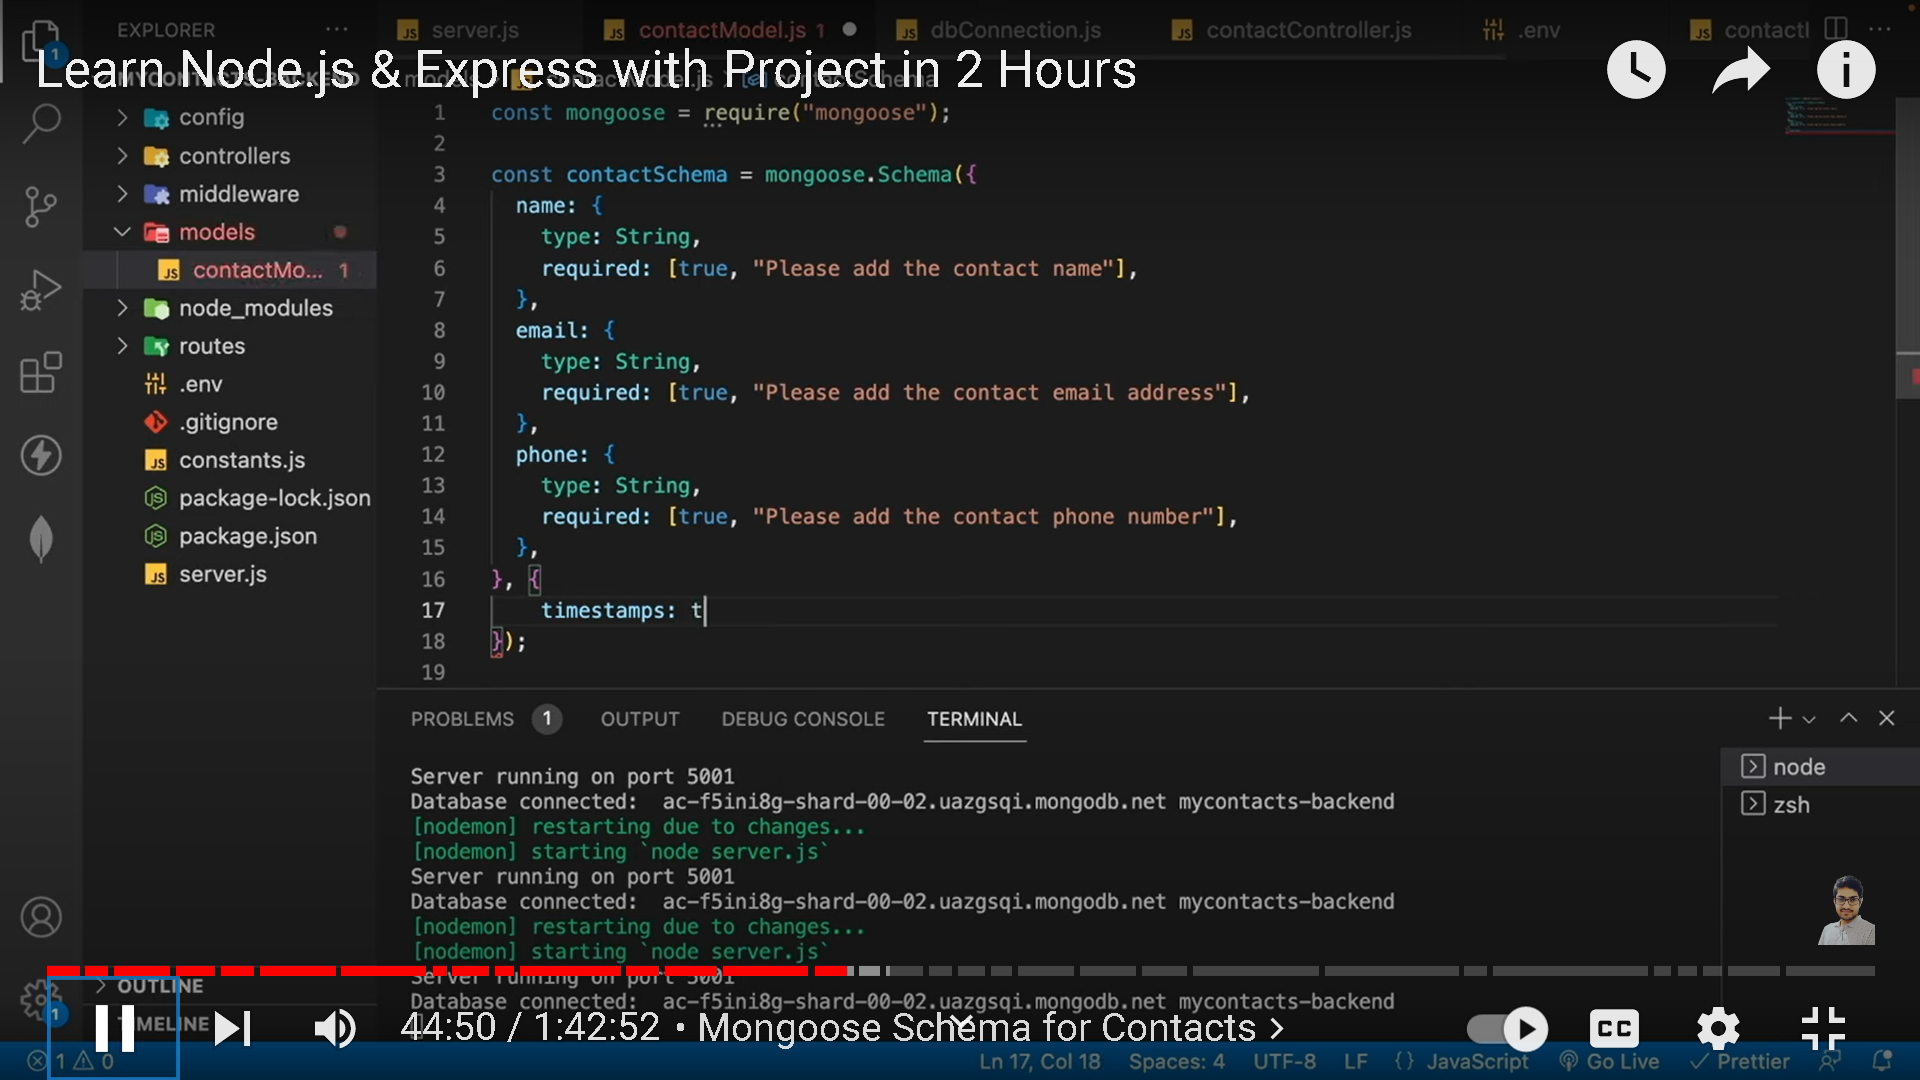 EXPLORER
server.js
contactModel.js 1
dbConnection.js
contactController.js
.env
Learn Node.js & Express with Project in 2 Hours
config
controllers
middleware
models
contactMo... 1
node_modules
routes
.env
.gitignore
constants.js
package-lock.json
package.json
server.js
OUTLINE
1 const mongoose = require("mongoose");
2
3 const contactSchema = mongoose.Schema({
4 name: {
5 type: String,
6 required: [true, "Please add the contact name"],
7 },
8 email: {
9 type: String,
10 required: [true, "Please add the contact email address"],
11 },
12 phone: {
13 type: String,
14 required: [true, "Please add the contact phone number"],
15 },
16 }, {
17 timestamps: t
18 });
19
PROBLEMS 1 OUTPUT DEBUG CONSOLE TERMINAL
Server running on port 5001
Database connected: ac-f5ini8g-shard-00-02.uazgsqi.mongodb.net mycontacts-backend
[nodemon] restarting due to changes...
[nodemon] starting `node server.js`
Server running on port 5001
Database connected: ac-f5ini8g-shard-00-02.uazgsqi.mongodb.net mycontacts-backend
[nodemon] restarting due to changes...
[nodemon] starting `node server.js`
Server running on port 5001
Database connected: ac-f5ini8g-shard-00-02.uazgsqi.mongodb.net mycontacts-backend
node
zsh
44:50 / 1:42:52 • Mongoose Schema for Contacts
CC
1 0
Ln 17, Col 18 Spaces: 4 UTF-8 LF {} JavaScript Go Live Prettier